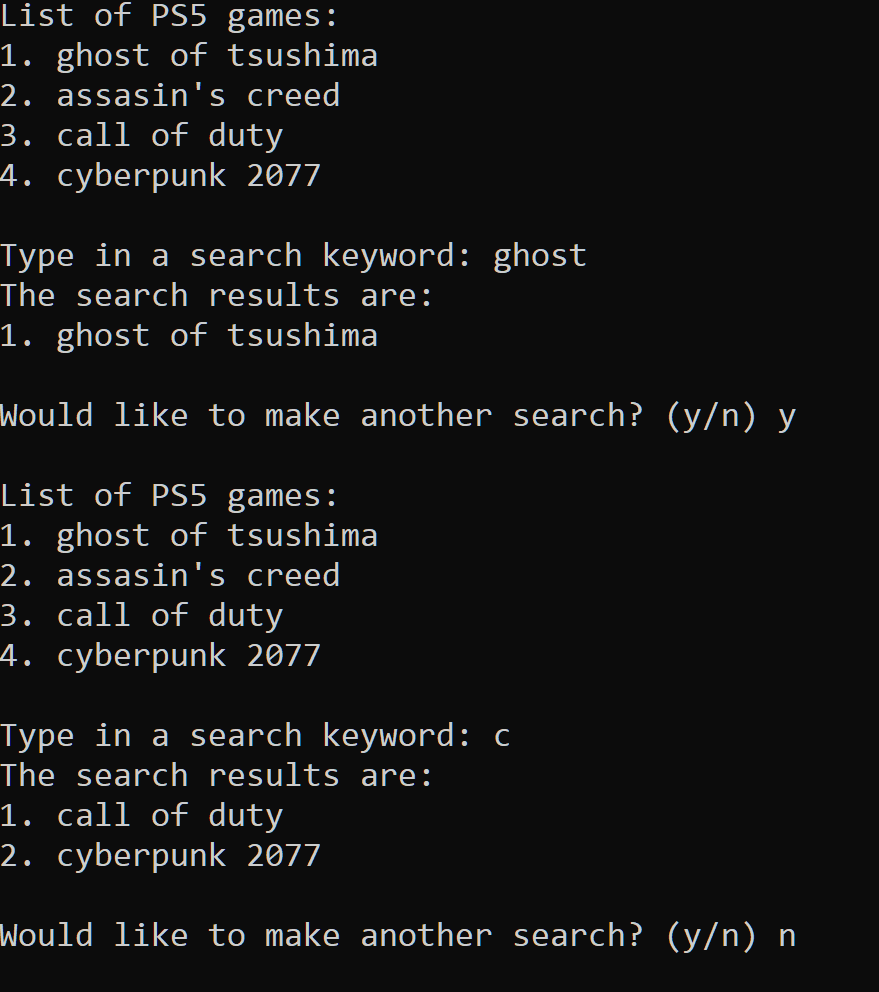 List of PS5 games:
1. ghost of tsushima
2. assasin's creed
3. call of duty
4. cyberpunk 2077
Type in a search keyword: ghost
The search results are:
1. ghost of tsushima
Would like to make another search? (y/n) y
List of PS5 games:
1. ghost of tsushima
2. assasin's creed
3. call of duty
4. cyberpunk 2077
Type in a search keyword: c
The search results are:
1. call of duty
2. cyberpunk 2077
Would like to make another search? (y/n) n